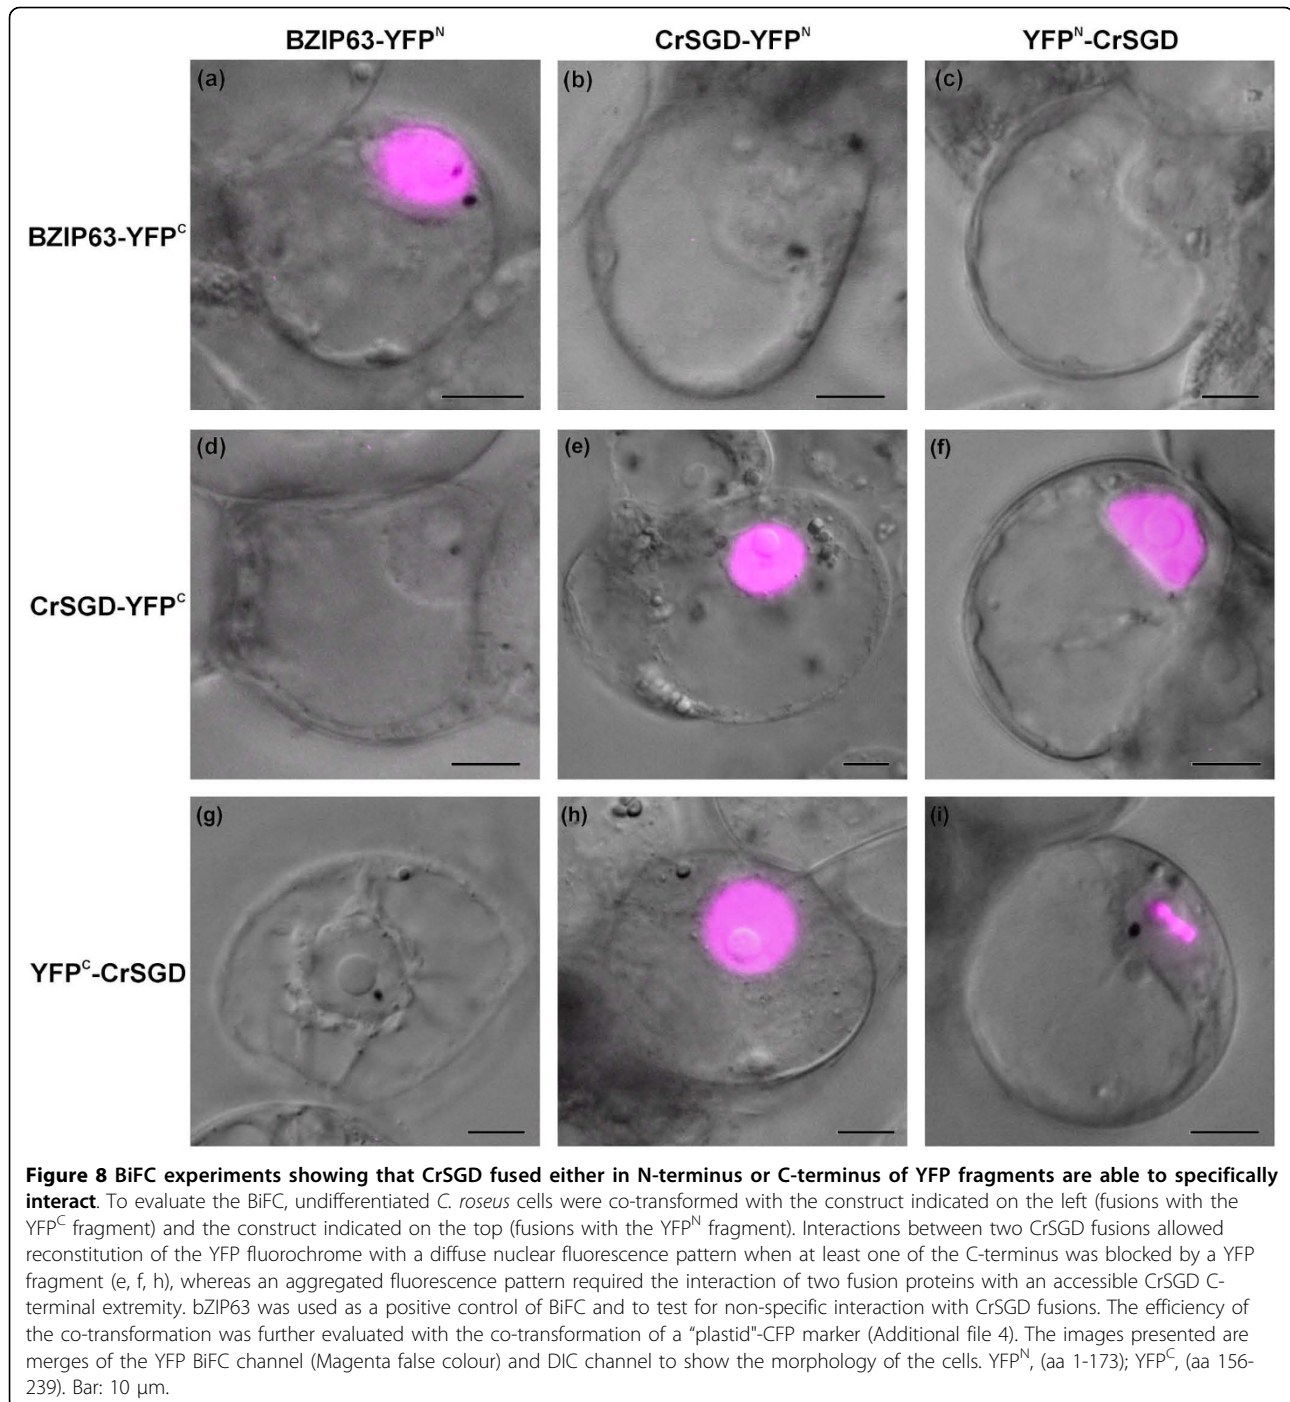 BZIP63-YFPᴺ CrSGD-YFPᴺ YFPᴺ-CrSGD
(a) (b) (c)
BZIP63-YFPᶜ
(d) (e) (f)
CrSGD-YFPᶜ
(g) (h) (i)
YFPᶜ-CrSGD
Figure 8 BiFC experiments showing that CrSGD fused either in N-terminus or C-terminus of YFP fragments are able to specifically
interact. To evaluate the BiFC, undifferentiated C. roseus cells were co-transformed with the construct indicated on the left (fusions with the
YFPᶜ fragment) and the construct indicated on the top (fusions with the YFPᴺ fragment). Interactions between two CrSGD fusions allowed
reconstitution of the YFP fluorochrome with a diffuse nuclear fluorescence pattern when at least one of the C-terminus was blocked by a YFP
fragment (e, f, h), whereas an aggregated fluorescence pattern required the interaction of two fusion proteins with an accessible CrSGD C-
terminal extremity. bZIP63 was used as a positive control of BiFC and to test for non-specific interaction with CrSGD fusions. The efficiency of
the co-transformation was further evaluated with the co-transformation of a “plastid"-CFP marker (Additional file 4). The images presented are
merges of the YFP BiFC channel (Magenta false colour) and DIC channel to show the morphology of the cells. YFPᴺ, (aa 1-173); YFPᶜ, (aa 156-
239). Bar: 10 μm.